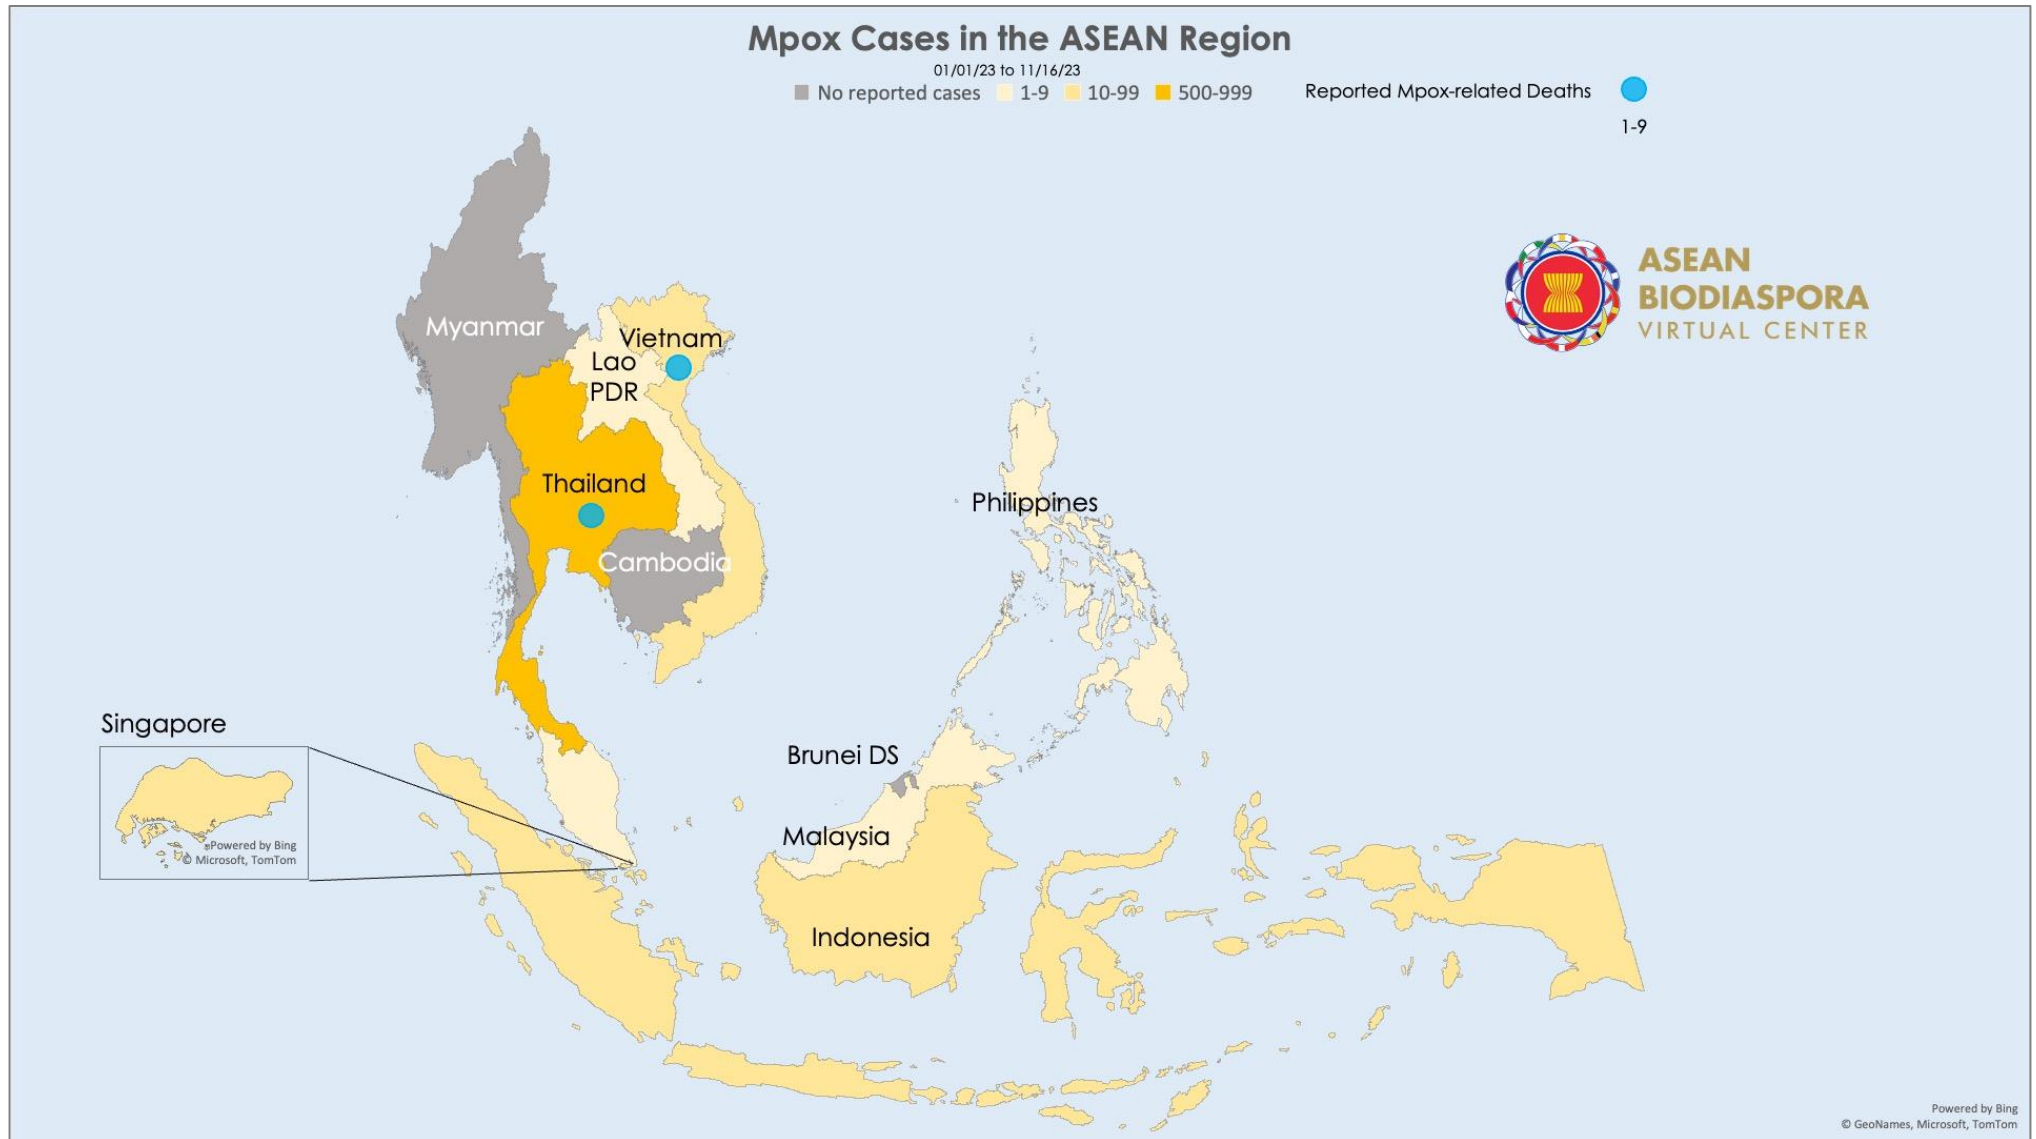 Mpox Cases in the ASEAN Region
01/01/23 to 11/16/23
No reported cases 1-9 10-99 500-999
Reported Mpox-related Deaths
1-9
ASEAN
BIODIASPORA
VIRTUAL CENTER
Myanmar
Vietnam
Lao
PDR
Thailand
Cambodia
Philippines
Singapore
Powered by Bing
© Microsoft, TomTom
Brunei DS
Malaysia
Indonesia
Powered by Bing
© GeoNames, Microsoft, TomTom